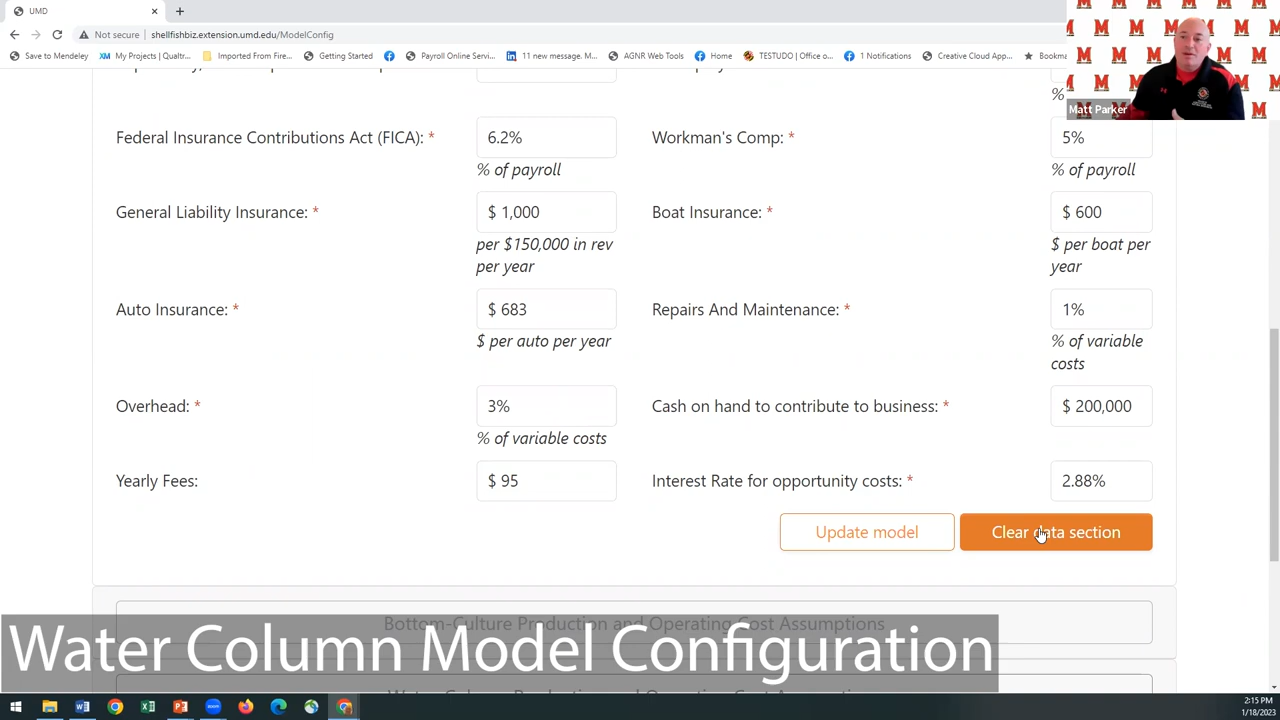 UMD
Not secure
shellfishbiz.extension.umd.edu/ModelConfig
Save to Mendeley
My Projects (Qualtr...
Imported From Fire...
Getting Started
Payroll Online Ser...
11 new message. M...
AGNR Web Tools
Home
TESTUDO | Office o...
1 Notifications
Creative Cloud App...
Bookma
Matt Parker
%
Federal Insurance Contributions Act (FICA): *
6.2%
% of payroll
Workman's Comp: *
5%
% of payroll
General Liability Insurance: *
$ 1,000
per $150,000 in rev
per year
Boat Insurance: *
$ 600
$ per boat per
year
Auto Insurance: *
$ 683
$ per auto per year
Repairs And Maintenance: *
1%
% of variable
costs
Overhead: *
3%
% of variable costs
Cash on hand to contribute to business: *
$ 200,000
Yearly Fees:
$ 95
Interest Rate for opportunity costs: *
2.88%
Update model
Clear data section
Bottom-Culture Production and Operating Cost Assumptions
Water Column Model Configuration
2:15 PM
1/18/2023